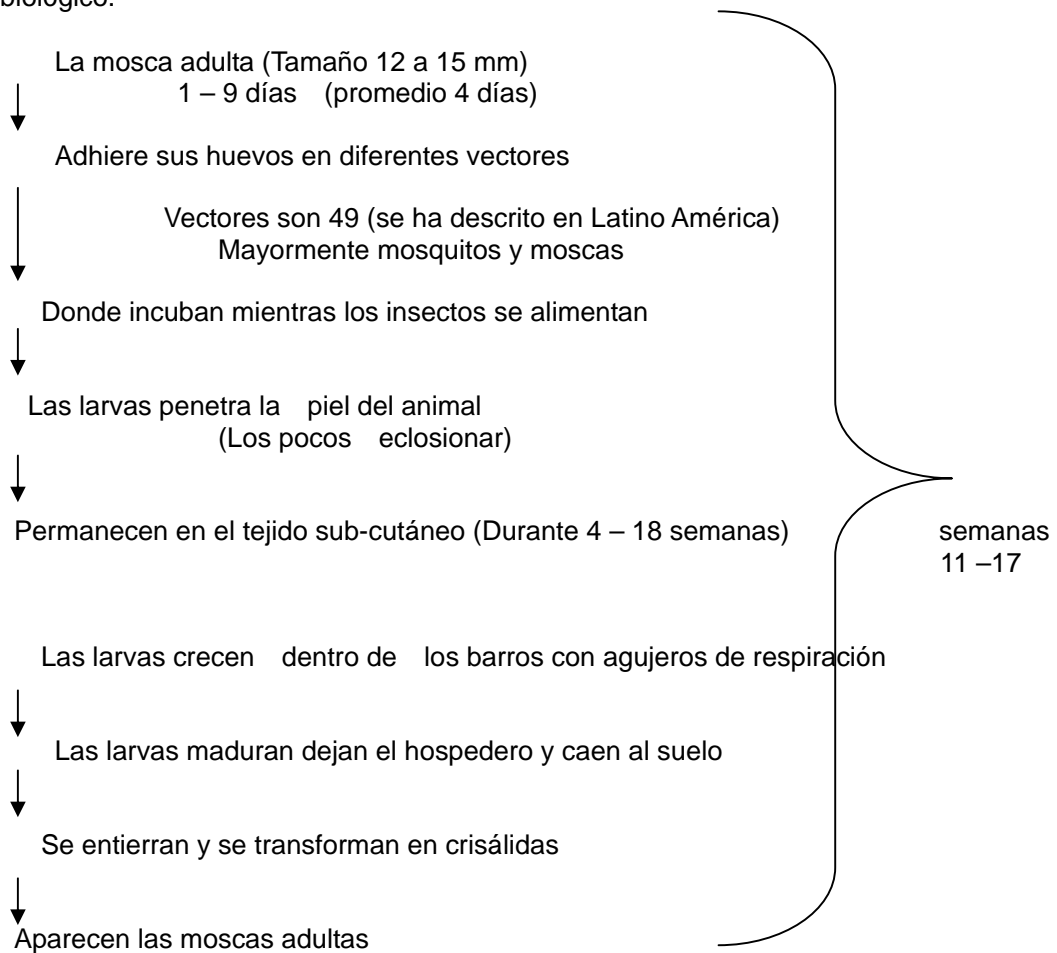 biológico.
La mosca adulta (Tamaño 12 a 15 mm)
1 – 9 días (promedio 4 días)
Adhiere sus huevos en diferentes vectores
Vectores son 49 (se ha descrito en Latino América)
Mayormente mosquitos y moscas
Donde incuban mientras los insectos se alimentan
Las larvas penetra la piel del animal
(Los pocos eclosionar)
Permanecen en el tejido sub-cutáneo (Durante 4 – 18 semanas)
semanas
11 –17
Las larvas crecen dentro de los barros con agujeros de respiración
Las larvas maduran dejan el hospedero y caen al suelo
Se entierran y se transforman en crisálidas
Aparecen las moscas adultas